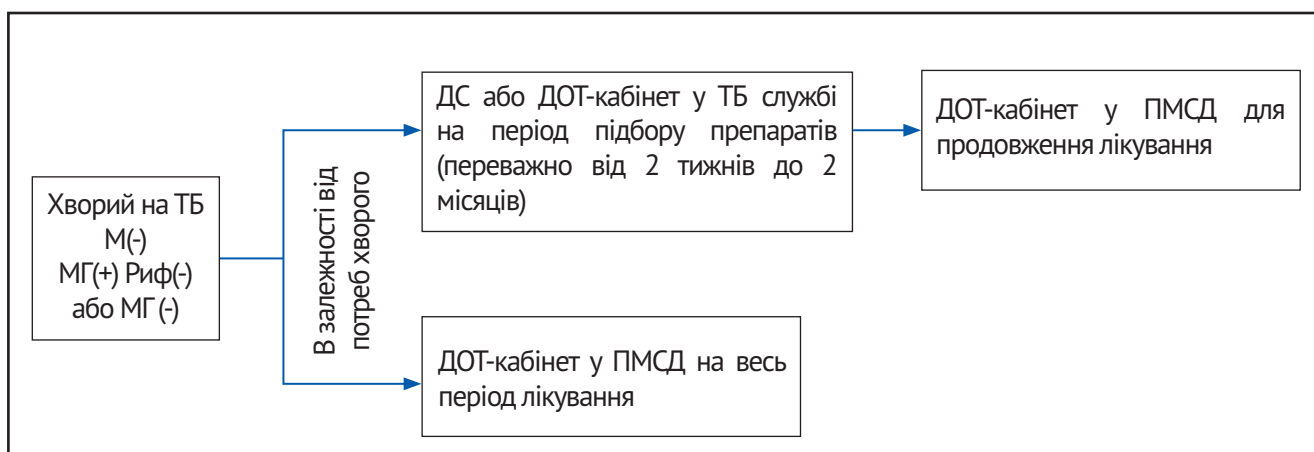 Хворий на ТБ
М(-)
МГ(+) Риф(-)
або МГ (-)
В залежності від
потреб хворого
ДС або ДОТ-кабінет у ТБ службі
на період підбору препаратів
(переважно від 2 тижнів до 2
місяців)
ДОТ-кабінет у ПМСД для
продовження лікування
ДОТ-кабінет у ПМСД на весь
період лікування